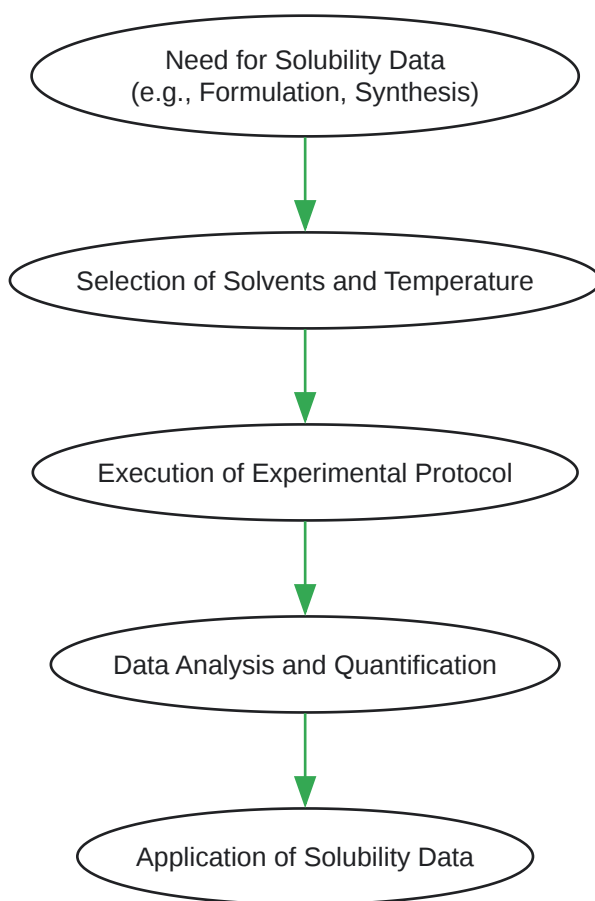 Need for Solubility Data
(e.g., Formulation, Synthesis)
Selection of Solvents and Temperature
Execution of Experimental Protocol
Data Analysis and Quantification
Application of Solubility Data